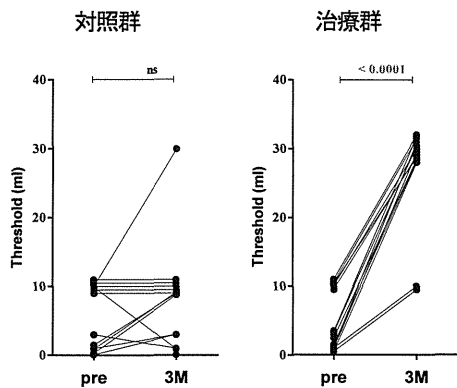 対照群
治療群
ns
< 0.0001
Threshold (ml)
40
30
20
10
0
pre
3M
Threshold (ml)
40
30
20
10
0
pre
3M